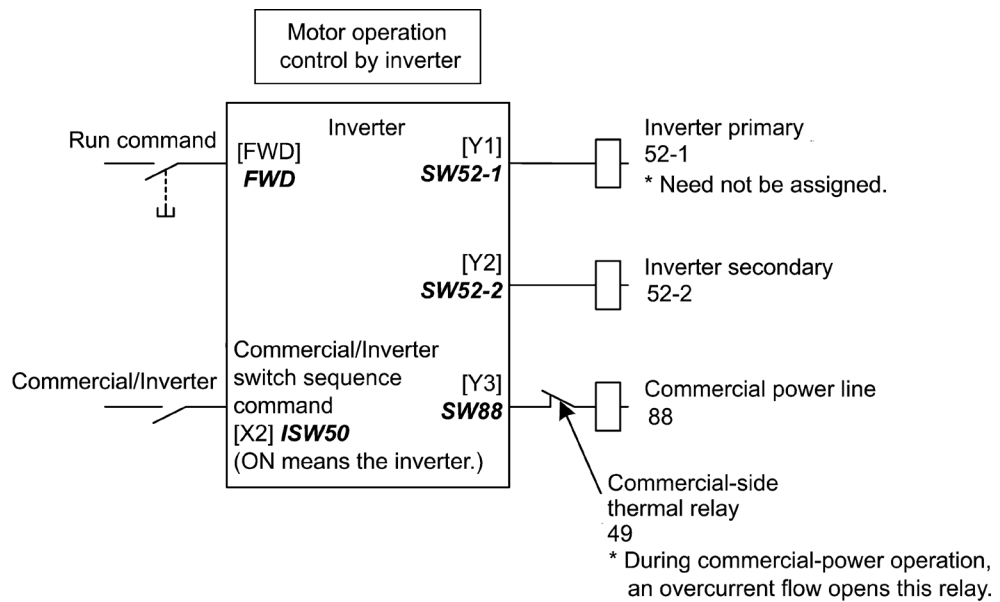 Motor operation
control by inverter
Inverter
Run command
[FWD]
FWD
[Y1]
SW52-1
Inverter primary
52-1
* Need not be assigned.
[Y2]
SW52-2
Inverter secondary
52-2
Commercial/Inverter
Commercial/Inverter
switch sequence
command
[X2] ISW50
(ON means the inverter.)
[Y3]
SW88
Commercial power line
88
Commercial-side
thermal relay
49
* During commercial-power operation,
an overcurrent flow opens this relay.